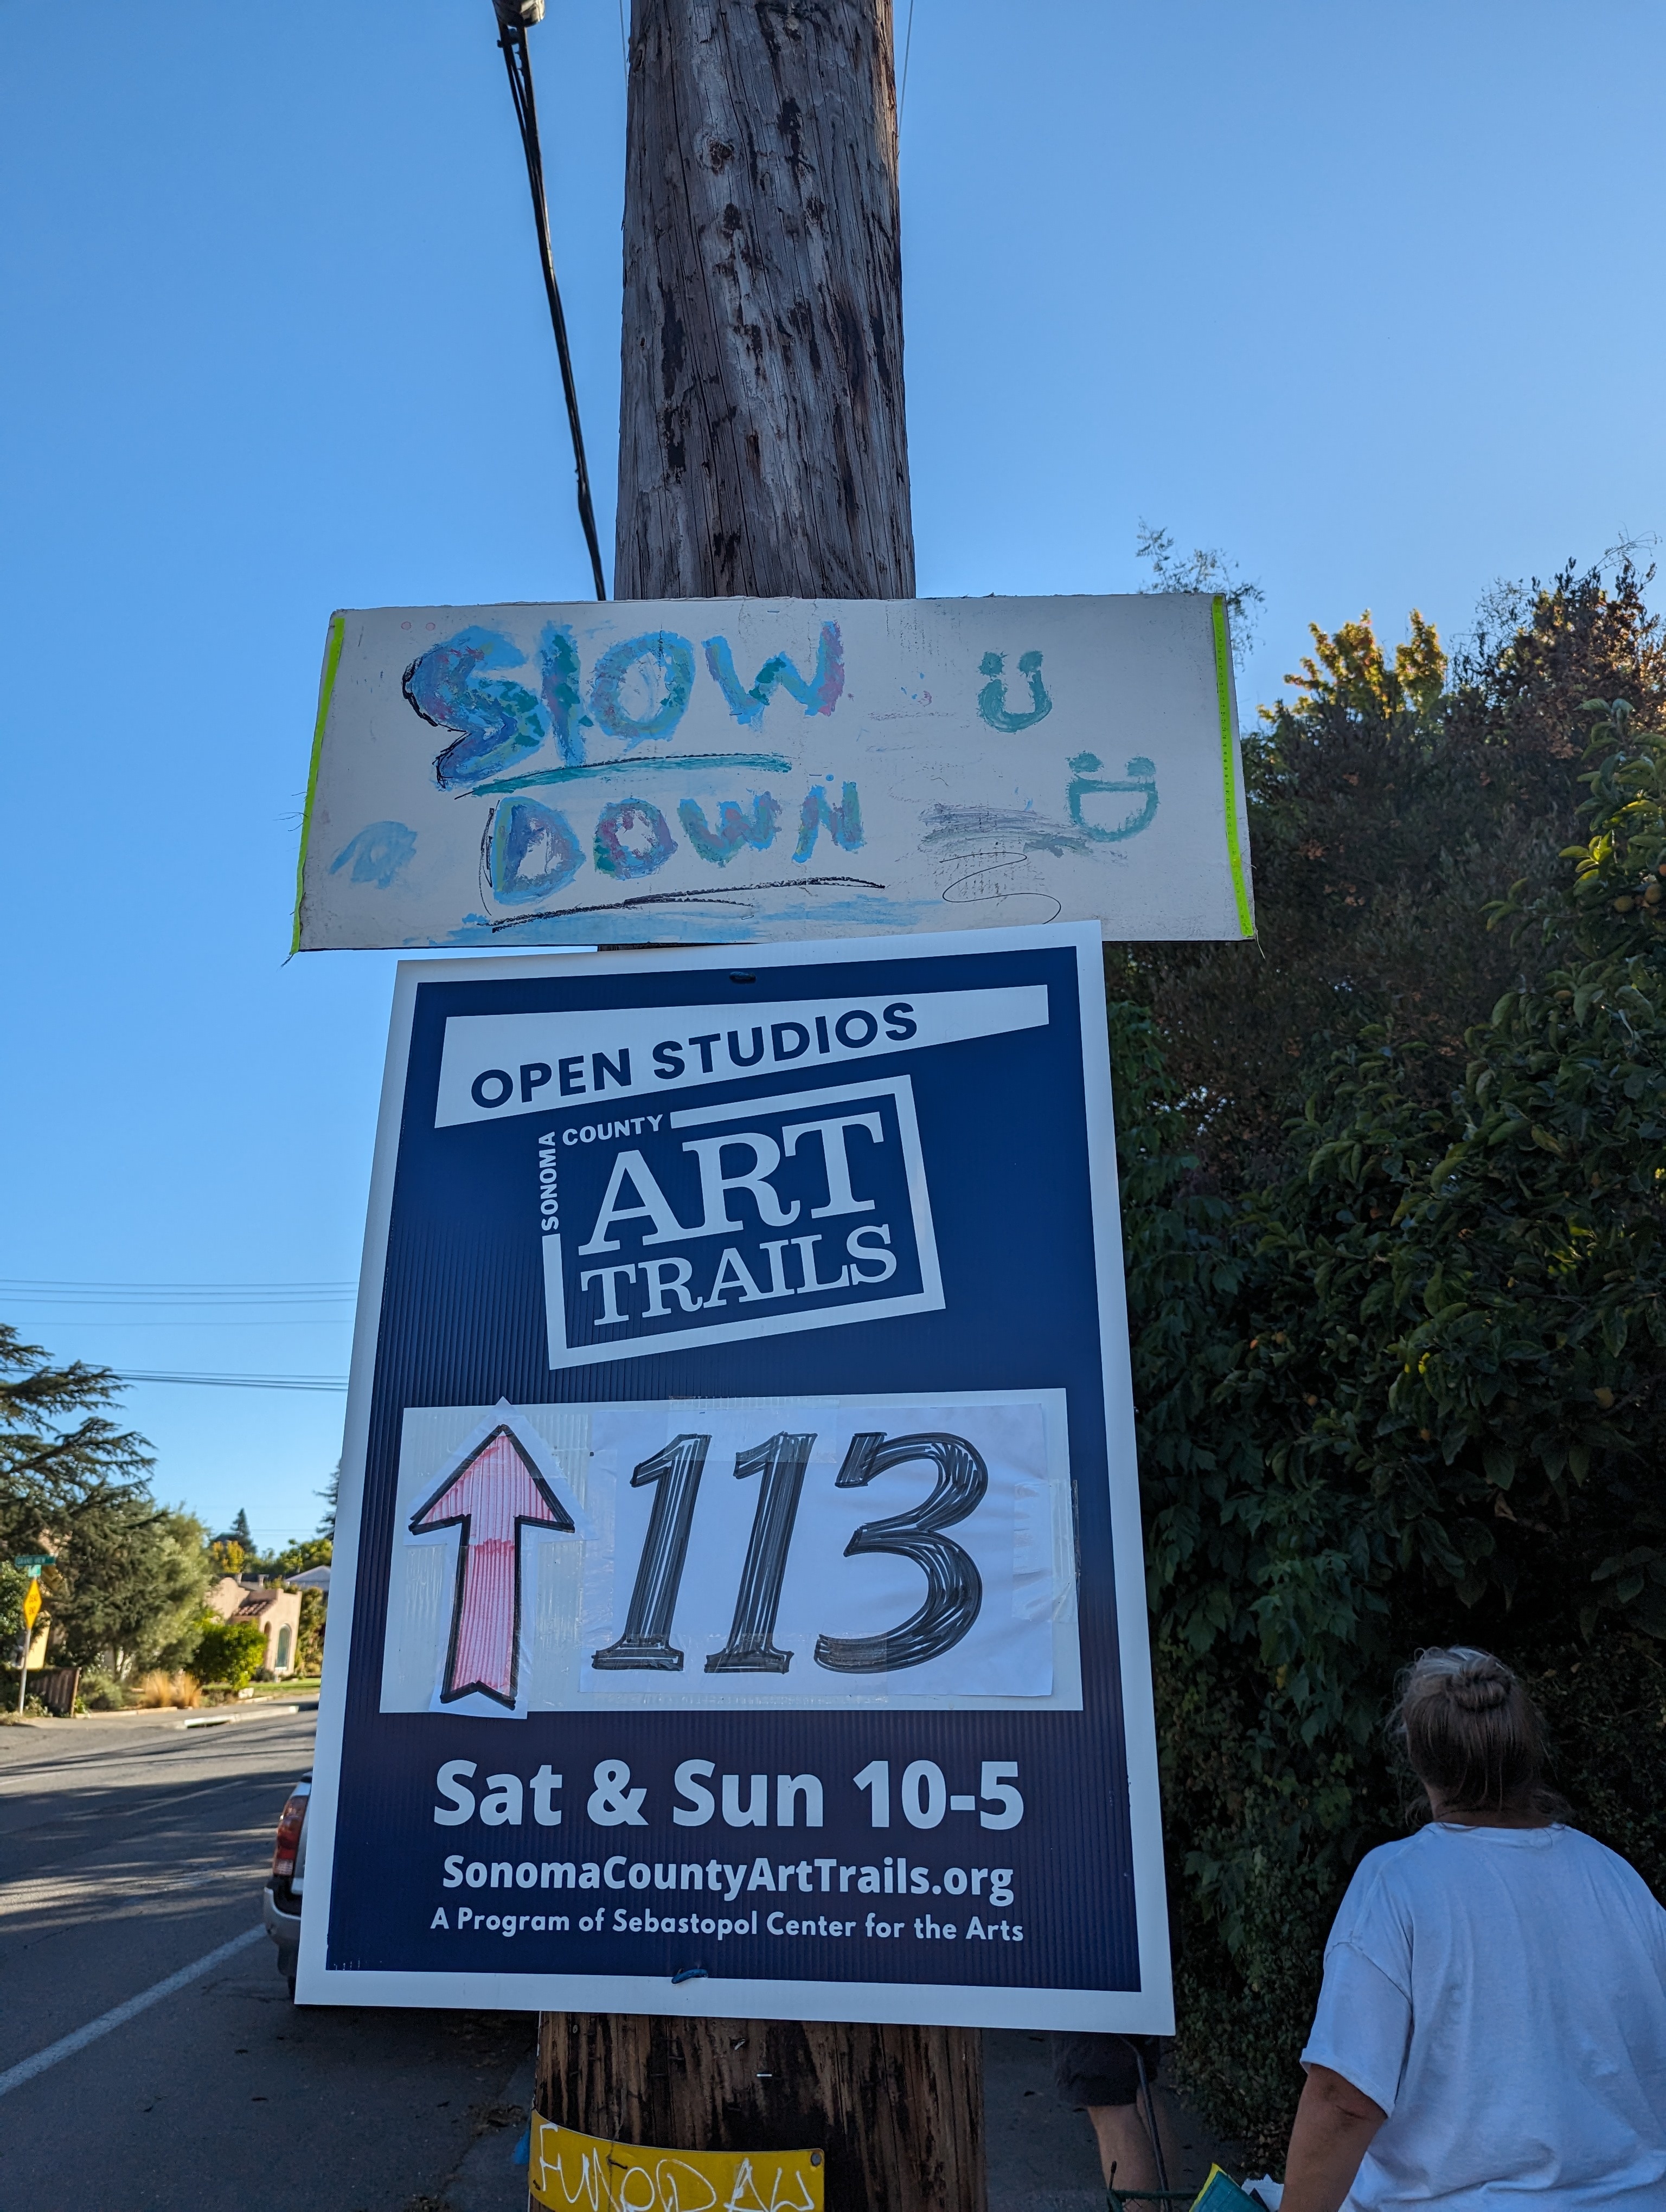 SlOW
DOWN
OPEN STUDIOS
SONOMA COUNTY
ART
TRAILS
113
Sat & Sun 10-5
SonomaCountyArtTrails.org
A Program of Sebastopol Center for the Arts